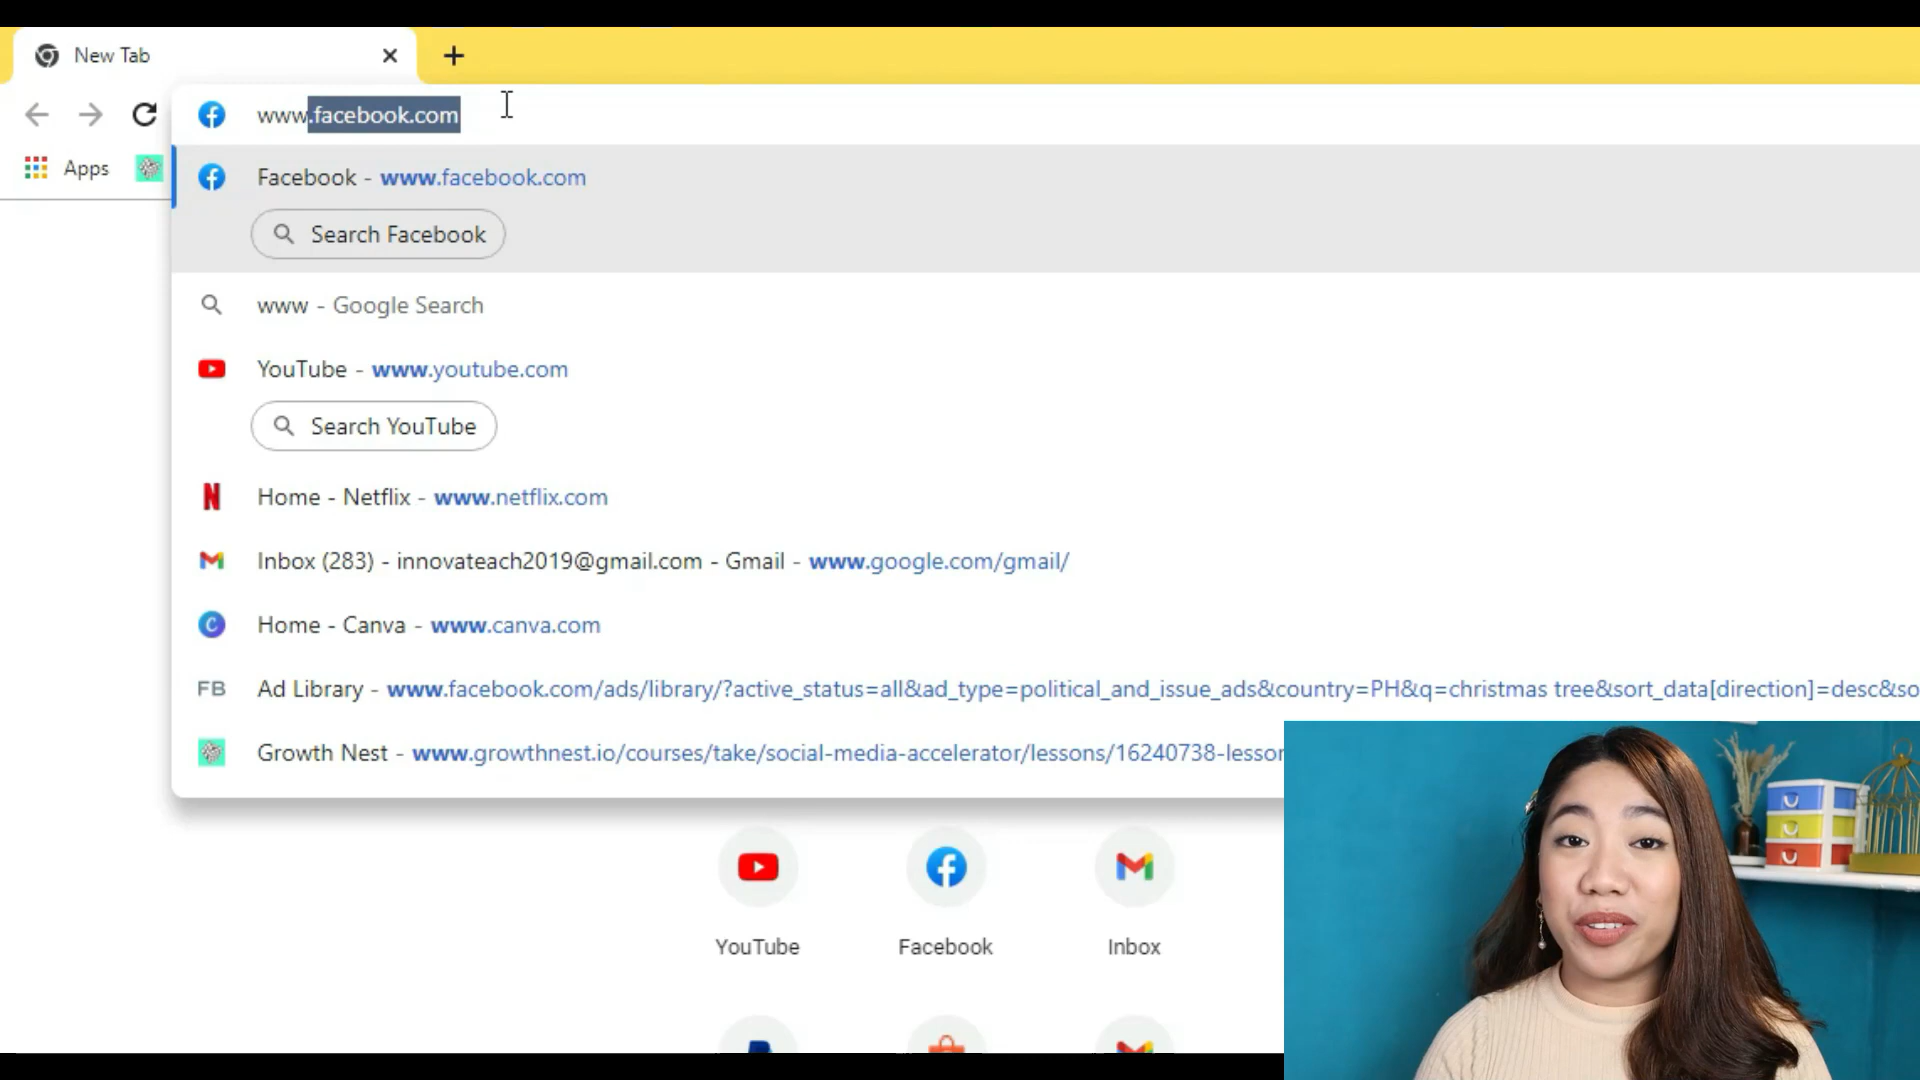 New Tab
www.facebook.com
Apps
Facebook - www.facebook.com
Search Facebook
www - Google Search
YouTube - www.youtube.com
Search YouTube
Home - Netflix - www.netflix.com
Inbox (283) - innovateach2019@gmail.com - Gmail - www.google.com/gmail/
Home - Canva - www.canva.com
FB Ad Library - www.facebook.com/ads/library/?active_status=all&ad_type=political_and_issue_ads&country=PH&q=christmas tree&sort_data[direction]=desc&so
Growth Nest - www.growthnest.io/courses/take/social-media-accelerator/lessons/16240738-lesson
YouTube
Facebook
Inbox